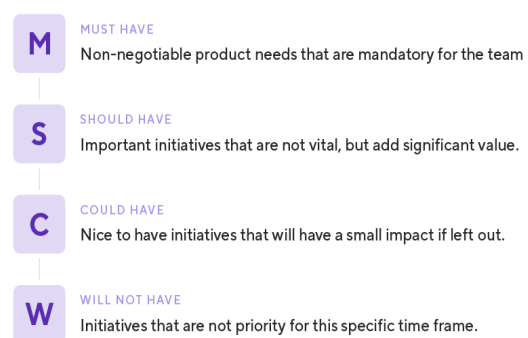 M
MUST HAVE
Non-negotiable product needs that are mandatory for the team
S
SHOULD HAVE
Important initiatives that are not vital, but add significant value.
C
COULD HAVE
Nice to have initiatives that will have a small impact if left out.
W
WILL NOT HAVE
Initiatives that are not priority for this specific time frame.